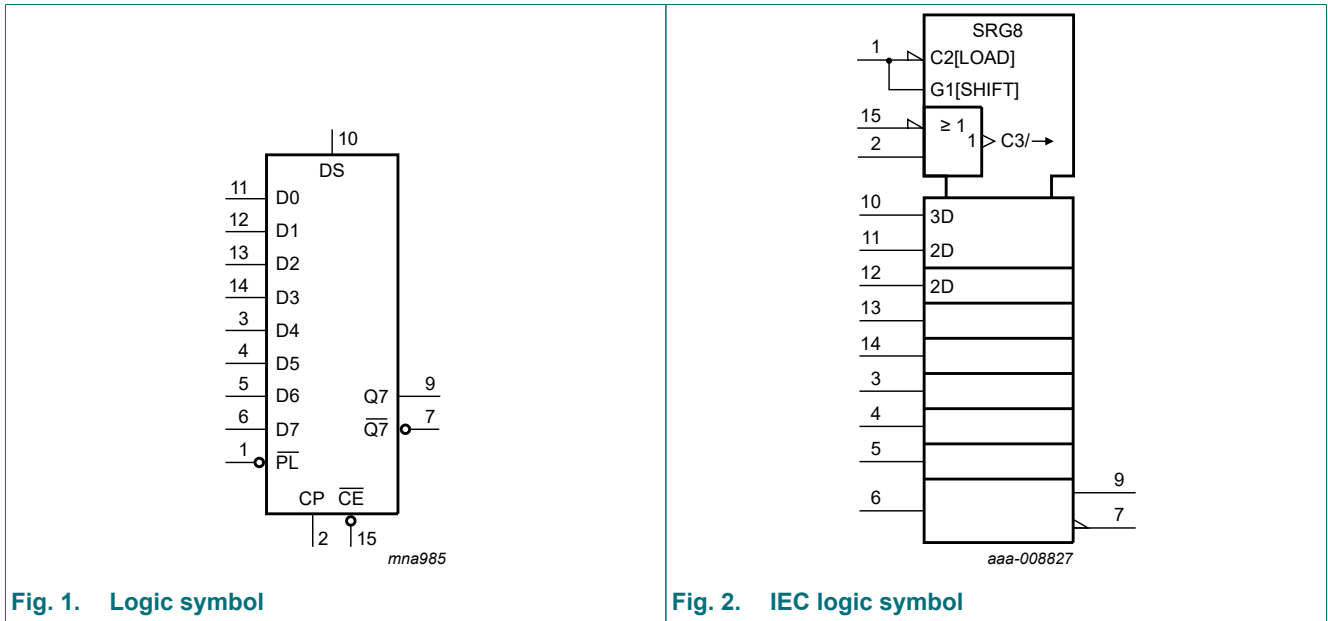 10
DS
11 D0
12 D1
13 D2
14 D3
3 D4
4 D5
5 D6 Q7 9
6 D7 Q̅7̅ 7
1 P̅L̅
CP C̅E̅
2 15
mna985
Fig. 1. Logic symbol
SRG8
1 C2[LOAD]
G1[SHIFT]
15 ≥ 1
2 1 C3/→
10 3D
11 2D
12 2D
13
14
3
4
5
9
6
7
aaa-008827
Fig. 2. IEC logic symbol